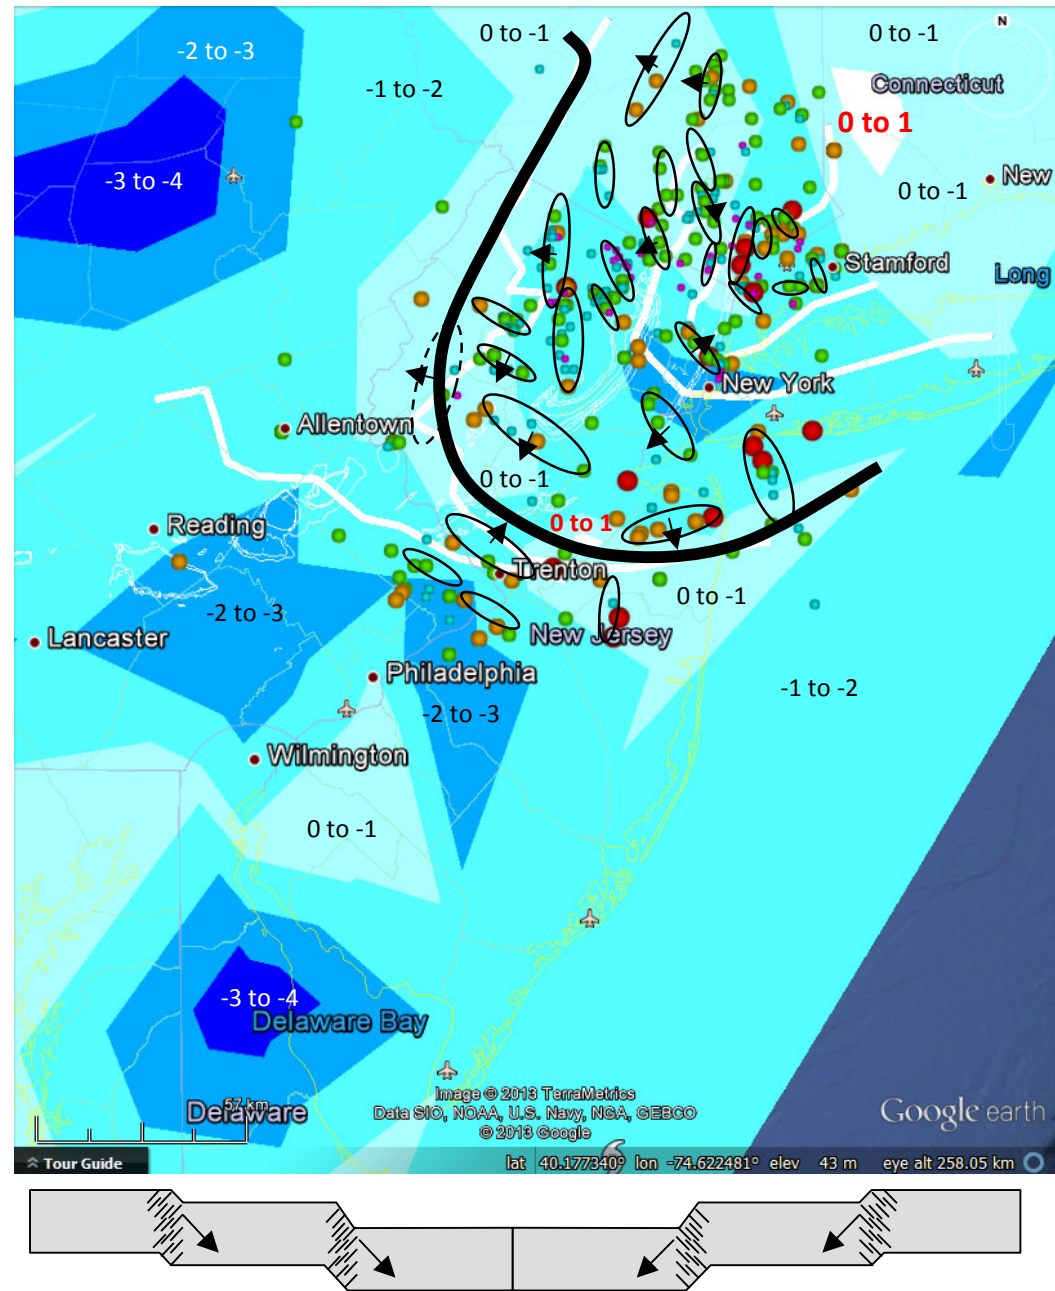 0 to -1
N
0 to -1
-2 to -3
-1 to -2
Connecticut
0 to 1
-3 to -4
0 to -1
New
Stamford
Long
New York
Allentown
0 to -1
Reading
0 to 1
Trenton
0 to -1
-2 to -3
Lancaster
New Jersey
Philadelphia
-1 to -2
-2 to -3
Wilmington
0 to -1
-3 to -4
Delaware Bay
57 km
Delaware
Image © 2013 TerraMetrics
Data SIO, NOAA, U.S. Navy, NGA, GEBCO
© 2013 Google
Google earth
Tour Guide
lat 40.177340° lon -74.622481° elev 43 m eye alt 258.05 km